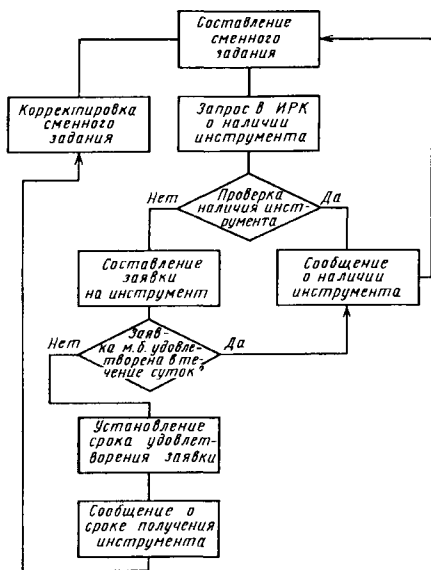 Составление
сменного
задания
Корректировка
сменного
задания
Запрос в ИРК
о наличии
инструмента
Нет
Проверка
наличия инст-
румента
Да
Составление
заявки
на инструмент
Сообщение
о наличии
инструмента
Нет
Заяв-
ка м.б. удовле-
творена в те-
чение суток?
Да
Установление
срока удовлет-
ворения заявки
Сообщение о
сроке получения
инструмента